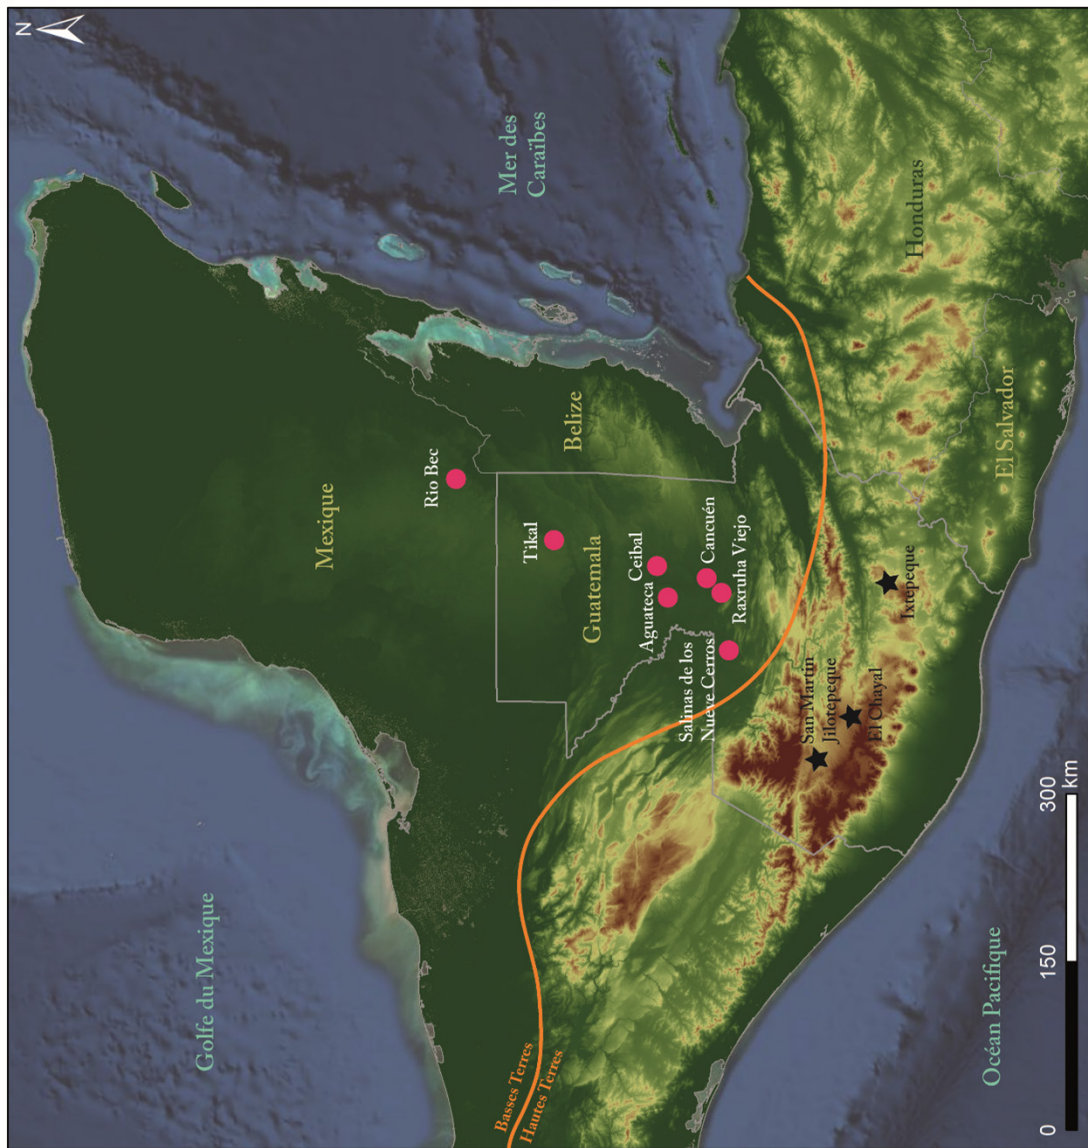 N
Golfe du Mexique
Mexique
Mer des
Caraïbes
Rio Bec
Belize
Tikal
Guatemala
Ceibal
Aguateca
Cancuén
Raxruha Viejo
Salinas de los
Nueve Cerros
Basses Terres
Hautes Terres
San Martin
Jilotepeque
El Chayal
Ixtepeque
Honduras
El Salvador
Océan Pacifique
0
150
300
km